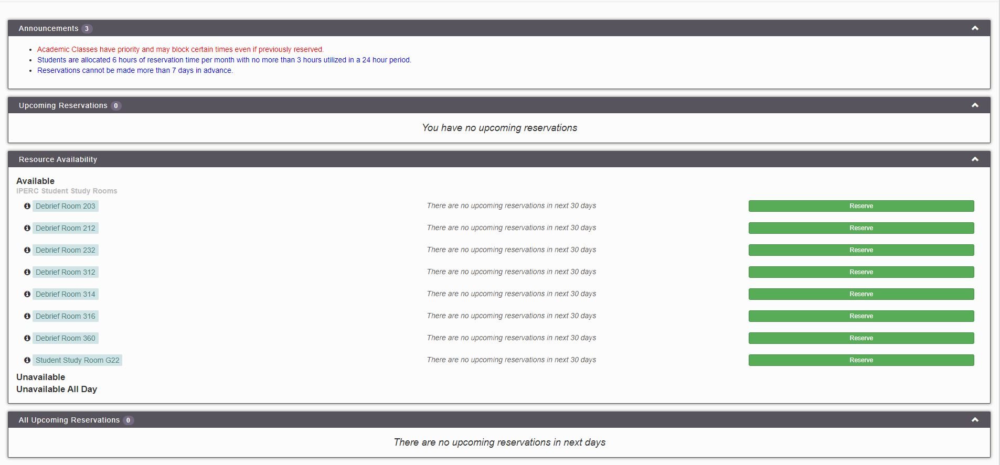 Announcements 3
Academic Classes have priority and may block certain times even if previously reserved.
Students are allocated 6 hours of reservation time per month with no more than 3 hours utilized in a 24 hour period.
Reservations cannot be made more than 7 days in advance.
Upcoming Reservations 0
You have no upcoming reservations
Resource Availability
Available
IPERC Student Study Rooms
Debrief Room 203 There are no upcoming reservations in next 30 days Reserve
Debrief Room 212 There are no upcoming reservations in next 30 days Reserve
Debrief Room 232 There are no upcoming reservations in next 30 days Reserve
Debrief Room 312 There are no upcoming reservations in next 30 days Reserve
Debrief Room 314 There are no upcoming reservations in next 30 days Reserve
Debrief Room 316 There are no upcoming reservations in next 30 days Reserve
Debrief Room 360 There are no upcoming reservations in next 30 days Reserve
Student Study Room G22 There are no upcoming reservations in next 30 days Reserve
Unavailable
Unavailable All Day
All Upcoming Reservations 0
There are no upcoming reservations in next days